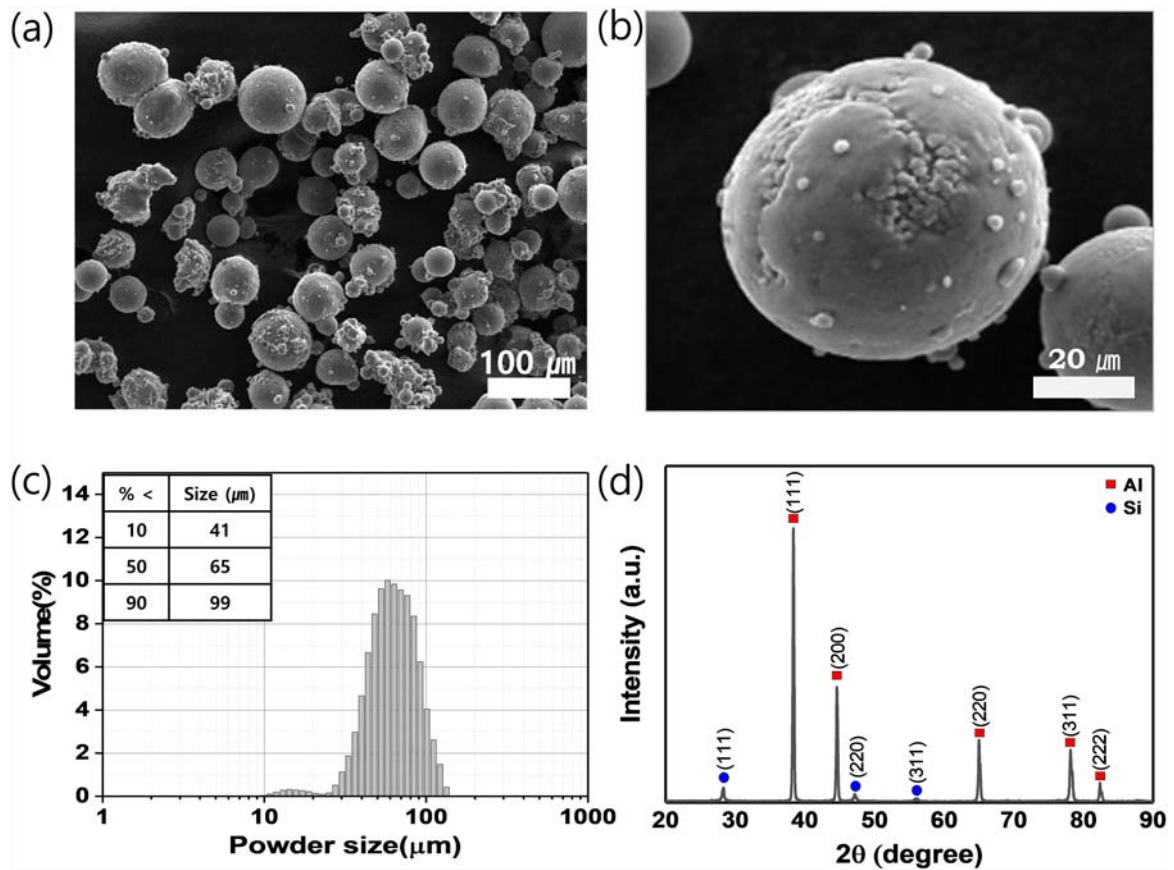 (a)
100 ㎛
(b)
20 ㎛
(c)
% < Size (㎛)
10 41
50 65
90 99
14
12
10
8
6
4
2
0
Volume(%)
1 10 100 1000
Powder size(μm)
(d)
Al
Si
(111)
(111)
(200)
(220)
(311)
(220)
(311)
(222)
Intensity (a.u.)
20 30 40 50 60 70 80 90
2θ (degree)